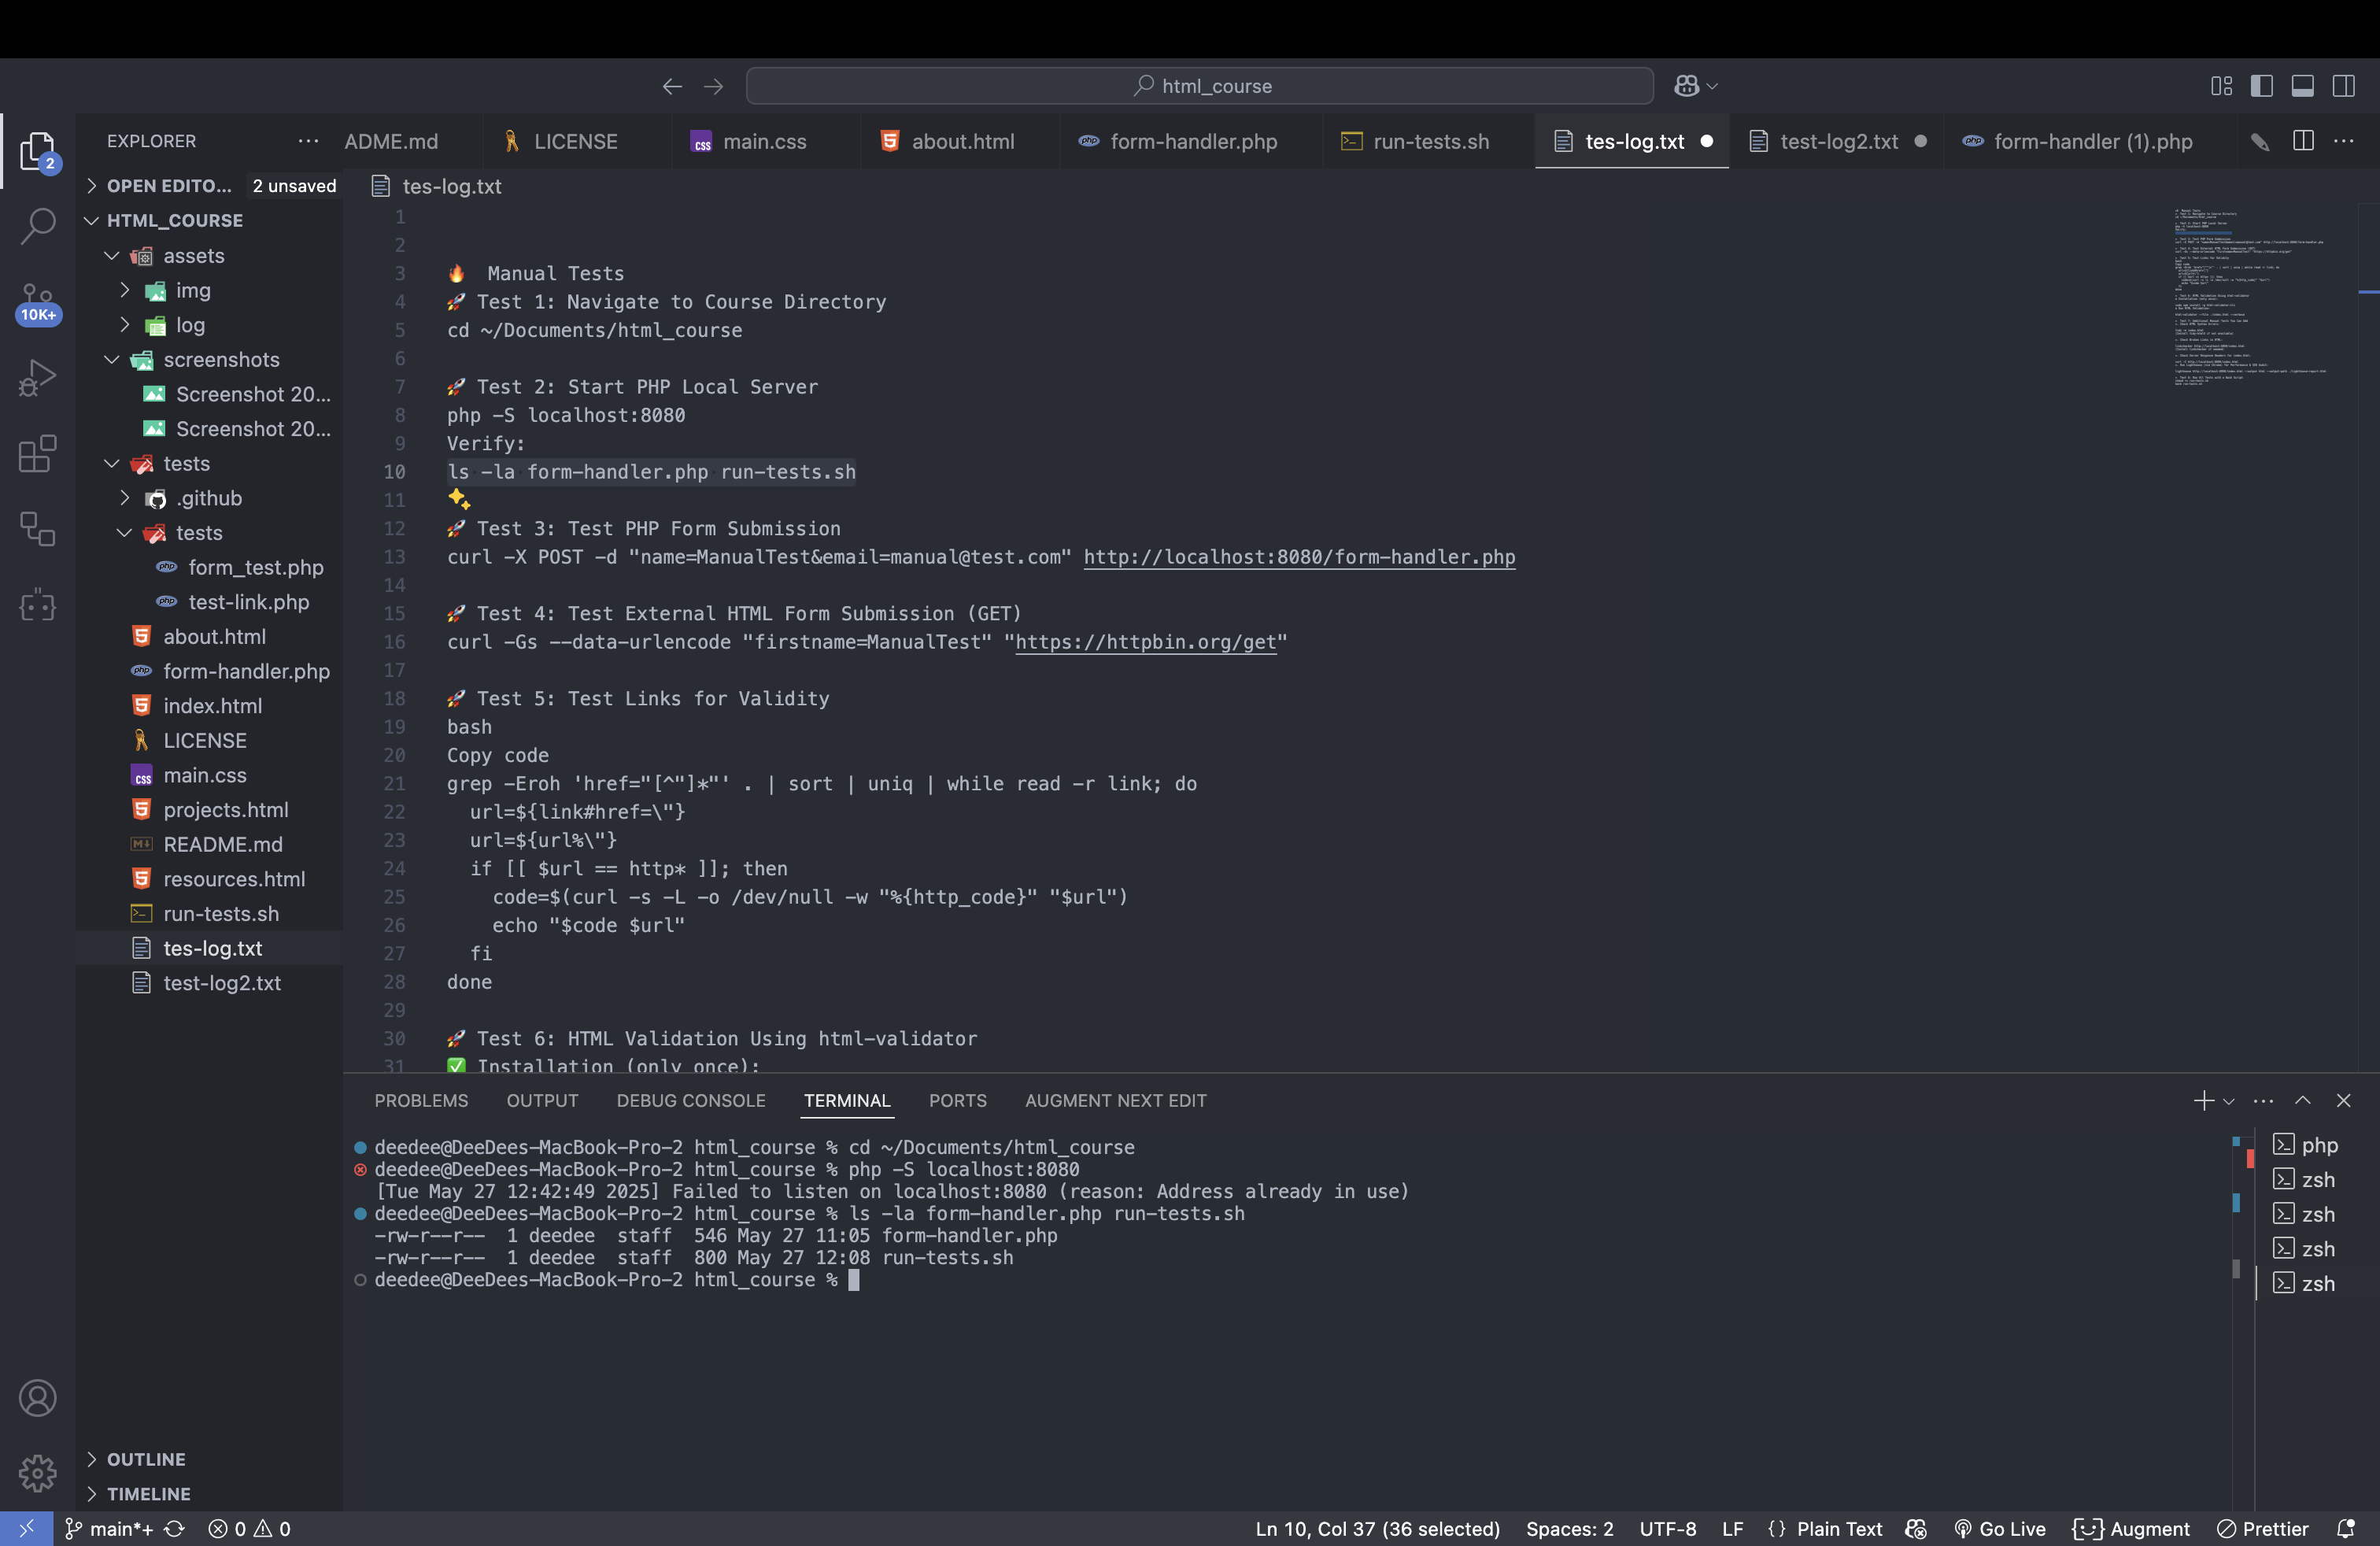 html_course
2
10K+
EXPLORER
OPEN EDITO... 2 unsaved
HTML_COURSE
assets
img
log
screenshots
Screenshot 20...
Screenshot 20...
tests
.github
tests
form_test.php
test-link.php
about.html
form-handler.php
index.html
LICENSE
main.css
projects.html
README.md
resources.html
run-tests.sh
tes-log.txt
test-log2.txt
OUTLINE
TIMELINE
ADME.md LICENSE main.css about.html form-handler.php run-tests.sh tes-log.txt test-log2.txt form-handler (1).php
tes-log.txt
1
2
3 🔥 Manual Tests
4 🚀 Test 1: Navigate to Course Directory
5 cd ~/Documents/html_course
6
7 🚀 Test 2: Start PHP Local Server
8 php -S localhost:8080
9 Verify:
10 ls -la form-handler.php run-tests.sh
11 ✨
12 🚀 Test 3: Test PHP Form Submission
13 curl -X POST -d "name=ManualTest&email=manual@test.com" http://localhost:8080/form-handler.php
14
15 🚀 Test 4: Test External HTML Form Submission (GET)
16 curl -Gs --data-urlencode "firstname=ManualTest" "https://httpbin.org/get"
17
18 🚀 Test 5: Test Links for Validity
19 bash
20 Copy code
21 grep -Eroh 'href="[^"]*"' . | sort | uniq | while read -r link; do
22 url=${link#href=\"}
23 url=${url%\"}
24 if [[ $url == http* ]]; then
25 code=$(curl -s -L -o /dev/null -w "%{http_code}" "$url")
26 echo "$code $url"
27 fi
28 done
29
30 🚀 Test 6: HTML Validation Using html-validator
31 ✅ Installation (only once):
PROBLEMS OUTPUT DEBUG CONSOLE TERMINAL PORTS AUGMENT NEXT EDIT
deedee@DeeDees-MacBook-Pro-2 html_course % cd ~/Documents/html_course
deedee@DeeDees-MacBook-Pro-2 html_course % php -S localhost:8080
[Tue May 27 12:42:49 2025] Failed to listen on localhost:8080 (reason: Address already in use)
deedee@DeeDees-MacBook-Pro-2 html_course % ls -la form-handler.php run-tests.sh
-rw-r--r-- 1 deedee staff 546 May 27 11:05 form-handler.php
-rw-r--r-- 1 deedee staff 800 May 27 12:08 run-tests.sh
deedee@DeeDees-MacBook-Pro-2 html_course %
php
zsh
zsh
zsh
zsh
main*+ 0 0 Ln 10, Col 37 (36 selected) Spaces: 2 UTF-8 LF {} Plain Text Go Live Augment Prettier